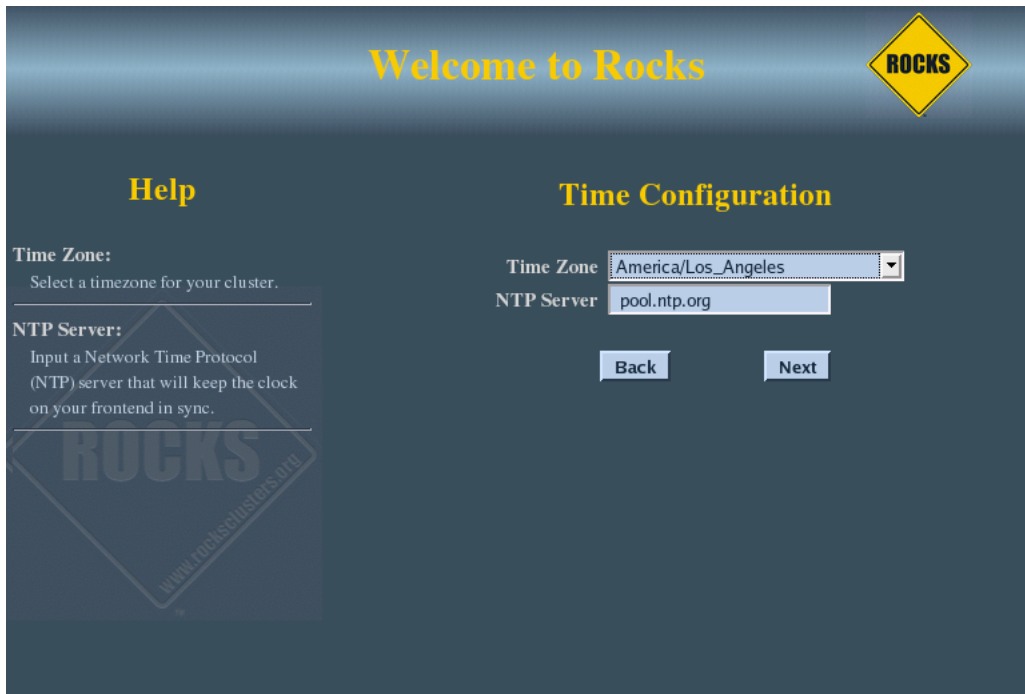 Welcome to Rocks
ROCKS
Help
Time Zone:
Select a timezone for your cluster.
NTP Server:
Input a Network Time Protocol
(NTP) server that will keep the clock
on your frontend in sync.
ROCKS
www.rocksclusters.org
TM
Time Configuration
Time Zone America/Los_Angeles
NTP Server pool.ntp.org
Back Next